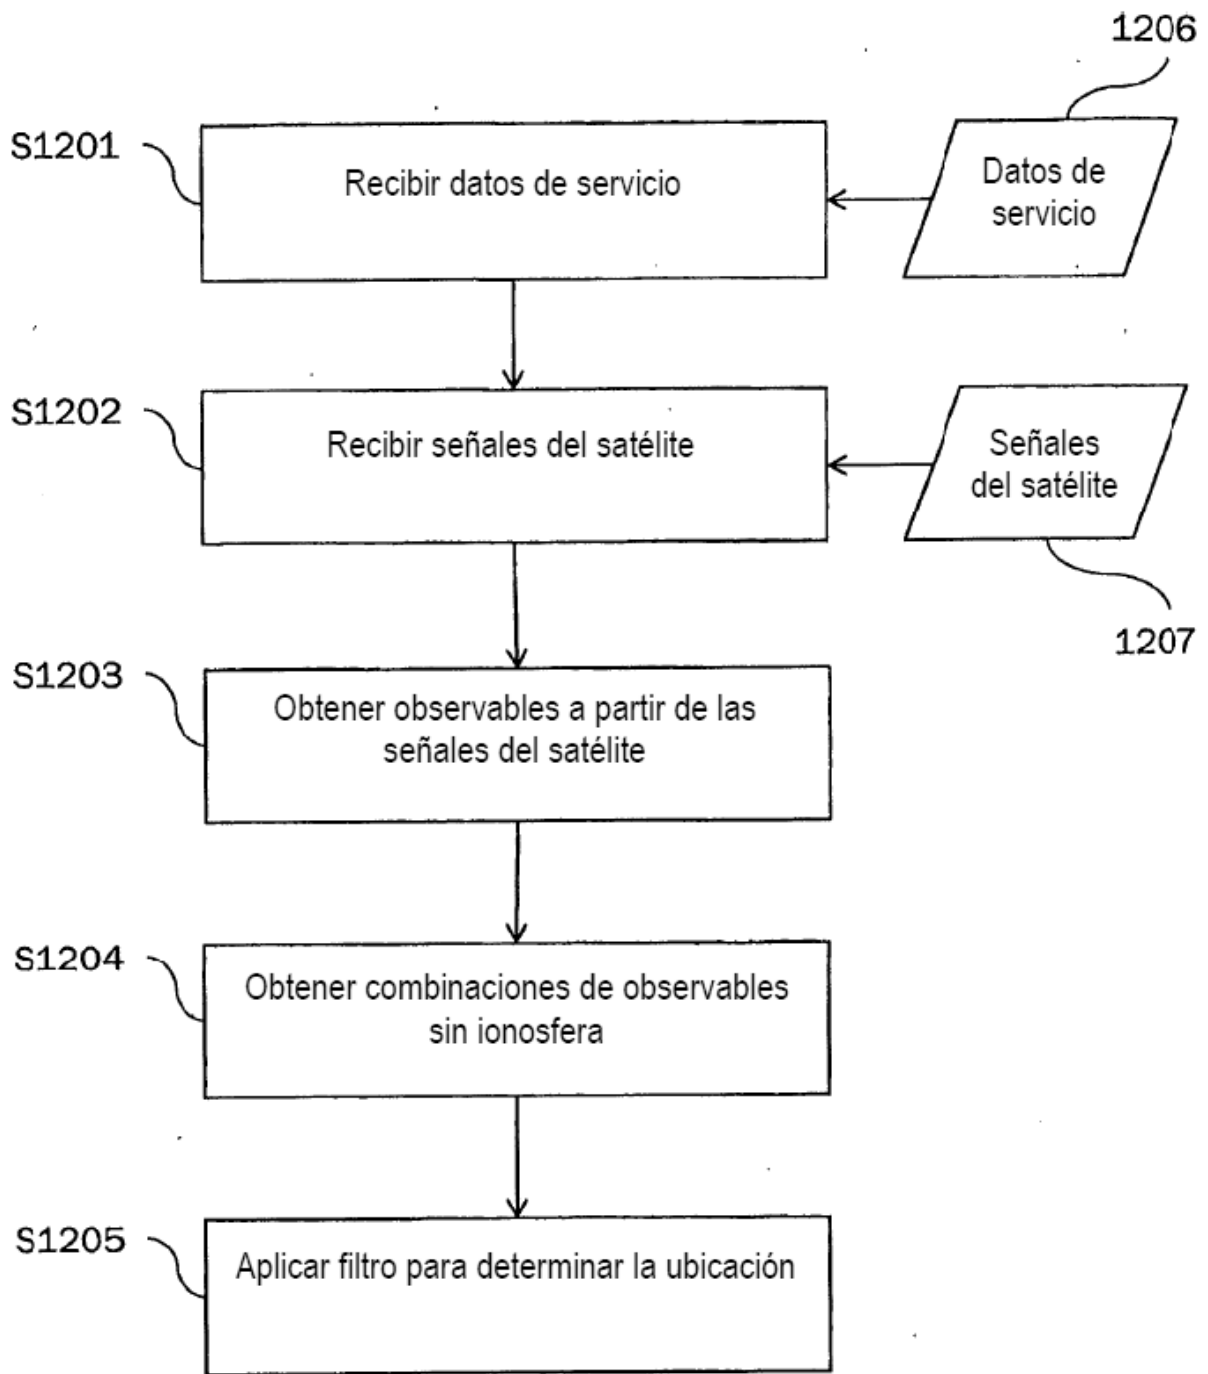 1206
S1201
Recibir datos de servicio
Datos de
servicio
S1202
Recibir señales del satélite
Señales
del satélite
1207
S1203
Obtener observables a partir de las
señales del satélite
S1204
Obtener combinaciones de observables
sin ionosfera
S1205
Aplicar filtro para determinar la ubicación